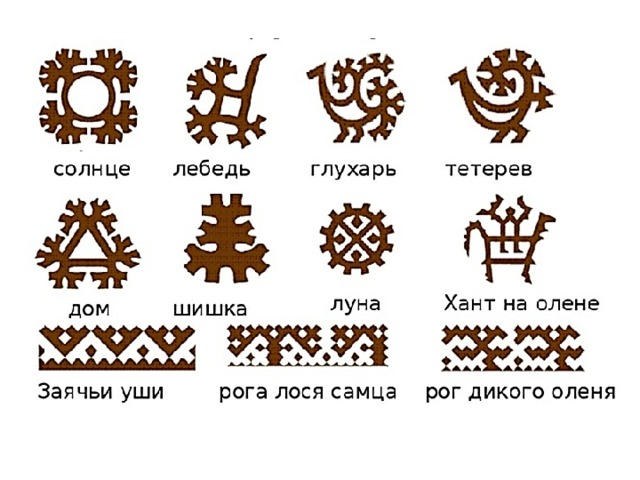 солнце лебедь глухарь тетерев
дом шишка луна Хант на олене
Заячьи уши рога лося самца рог дикого оленя